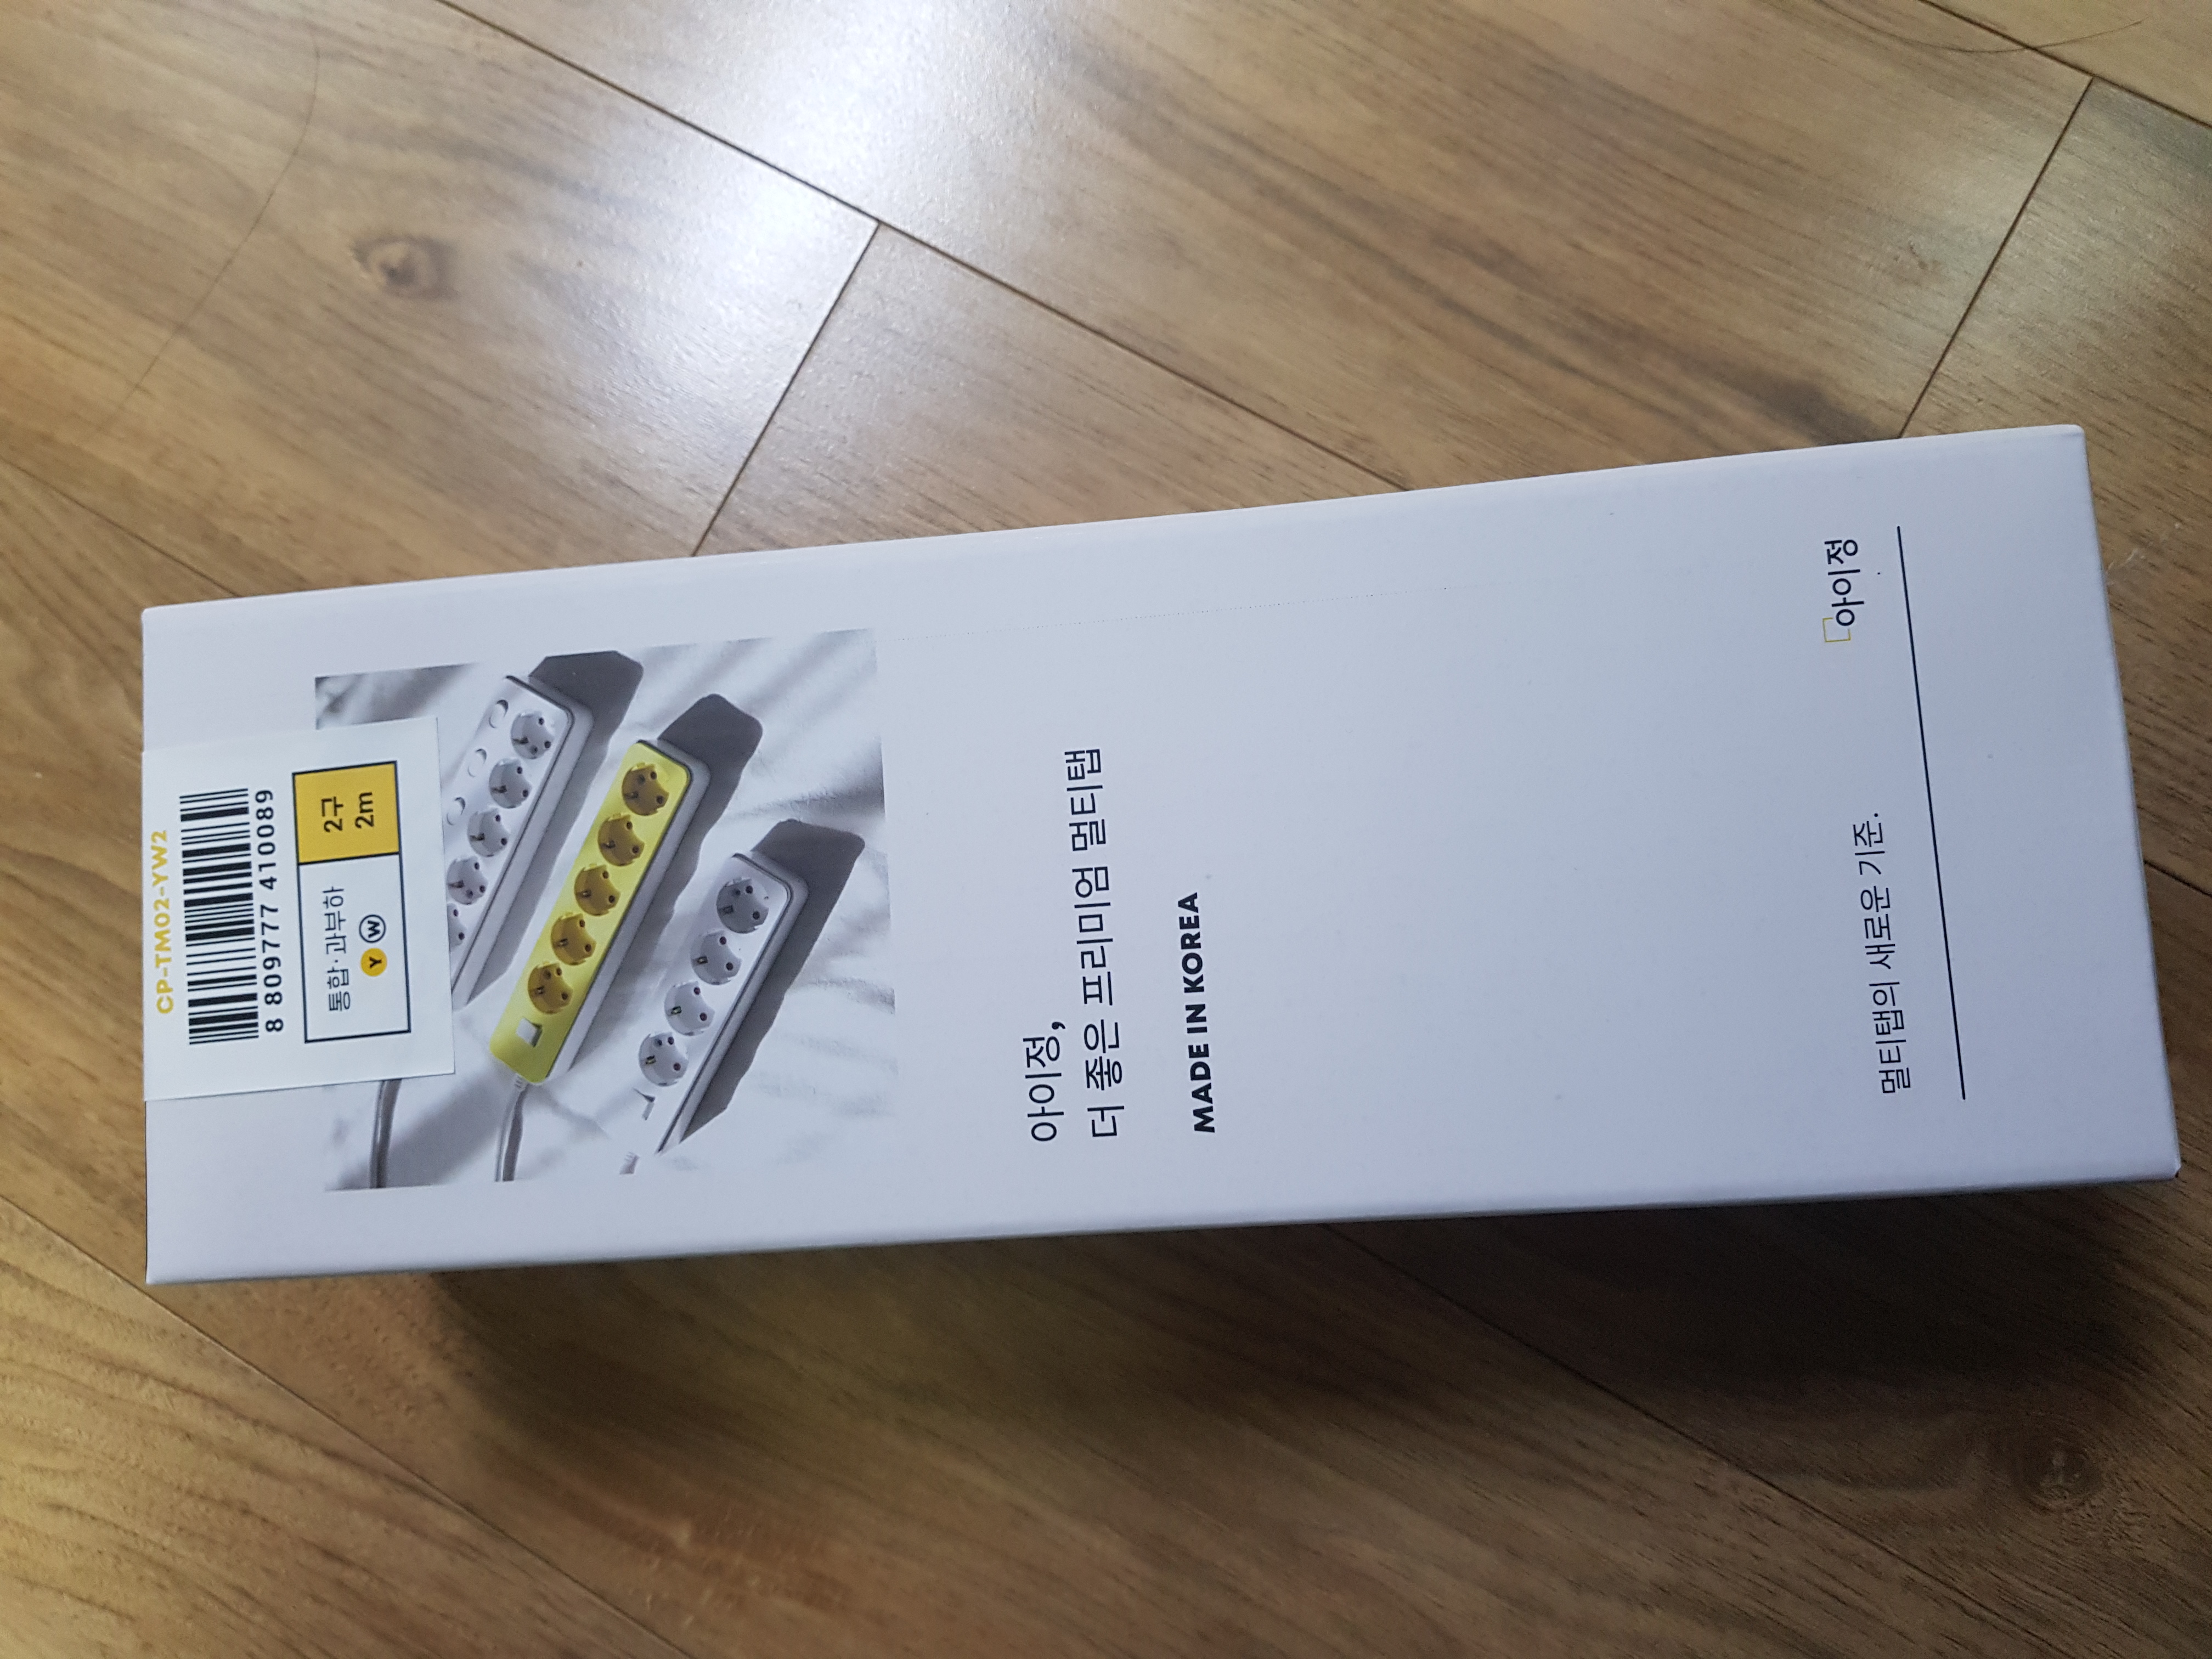 CP-TM02-YW2
8 809777 410089
통합·과부하
Y W
2구
2m
아이정,
더 좋은 프리미엄 멀티탭
MADE IN KOREA
아이정
멀티탭의 새로운 기준.